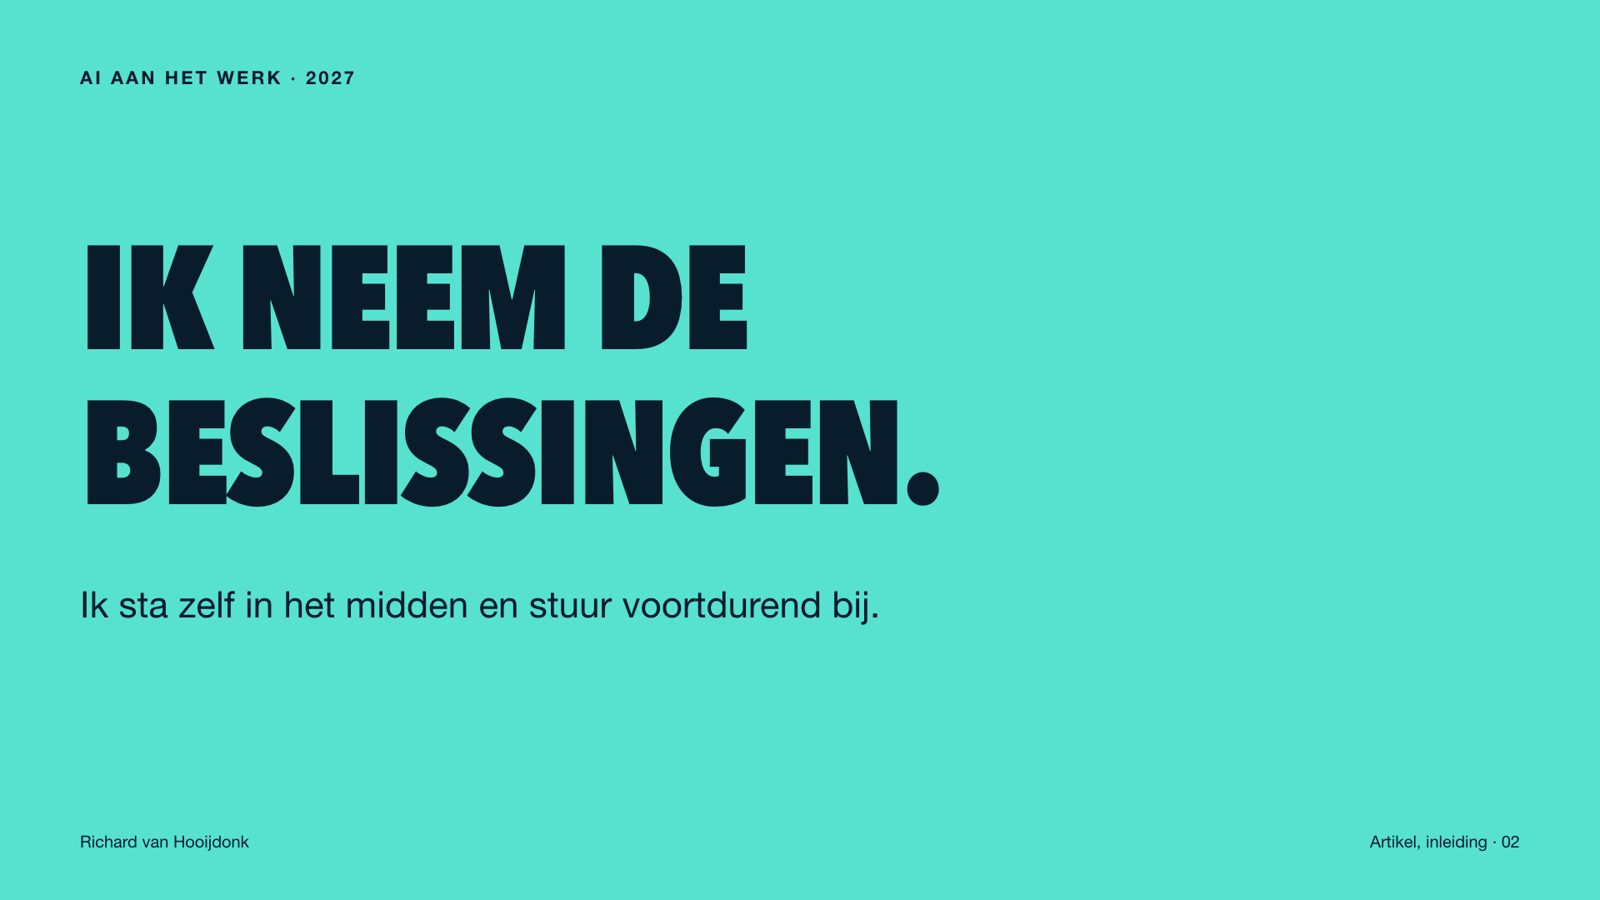 AI AAN HET WERK · 2027
IK NEEM DE
BESLISSINGEN.
Ik sta zelf in het midden en stuur voortdurend bij.
Richard van Hooijdonk
Artikel, inleiding · 02